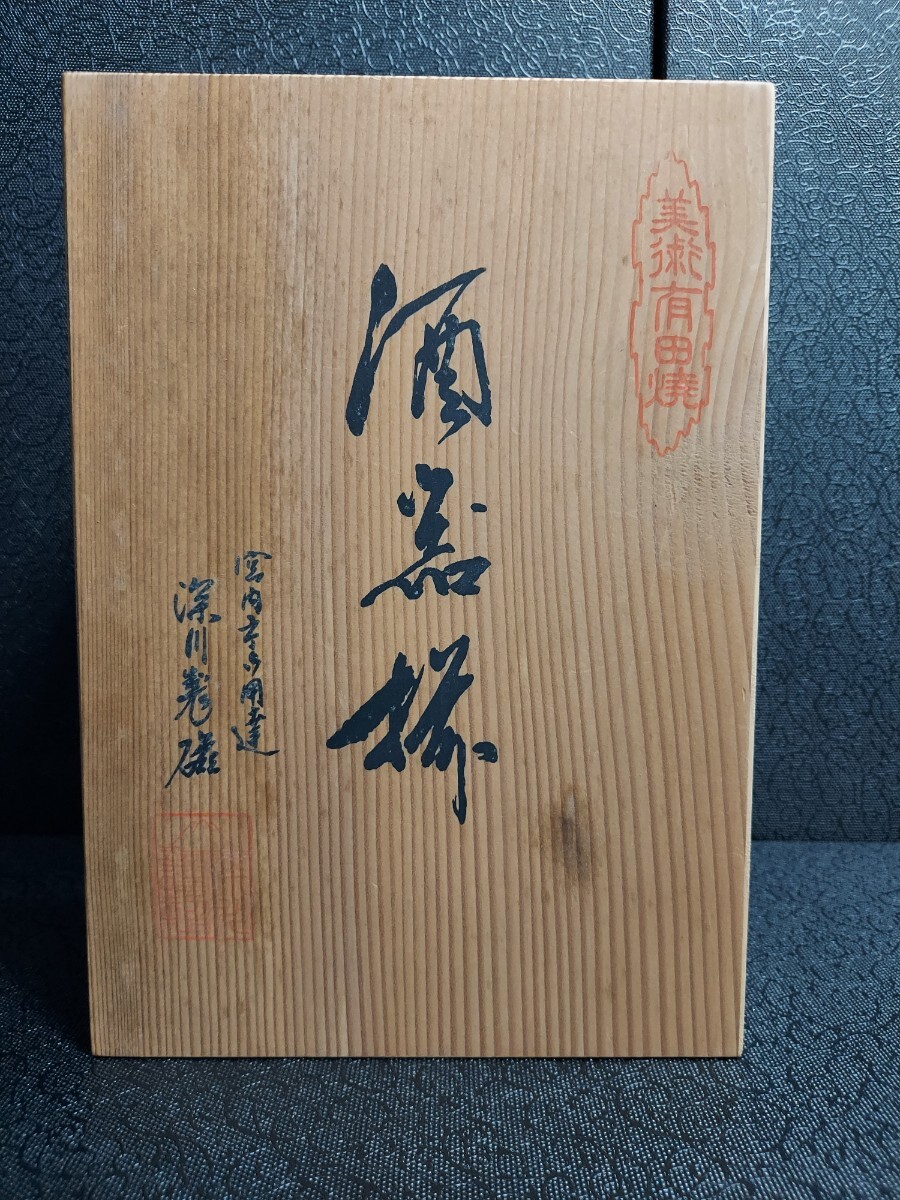 美術有田焼
酒器揃
宮内庁御用達
深川製磁